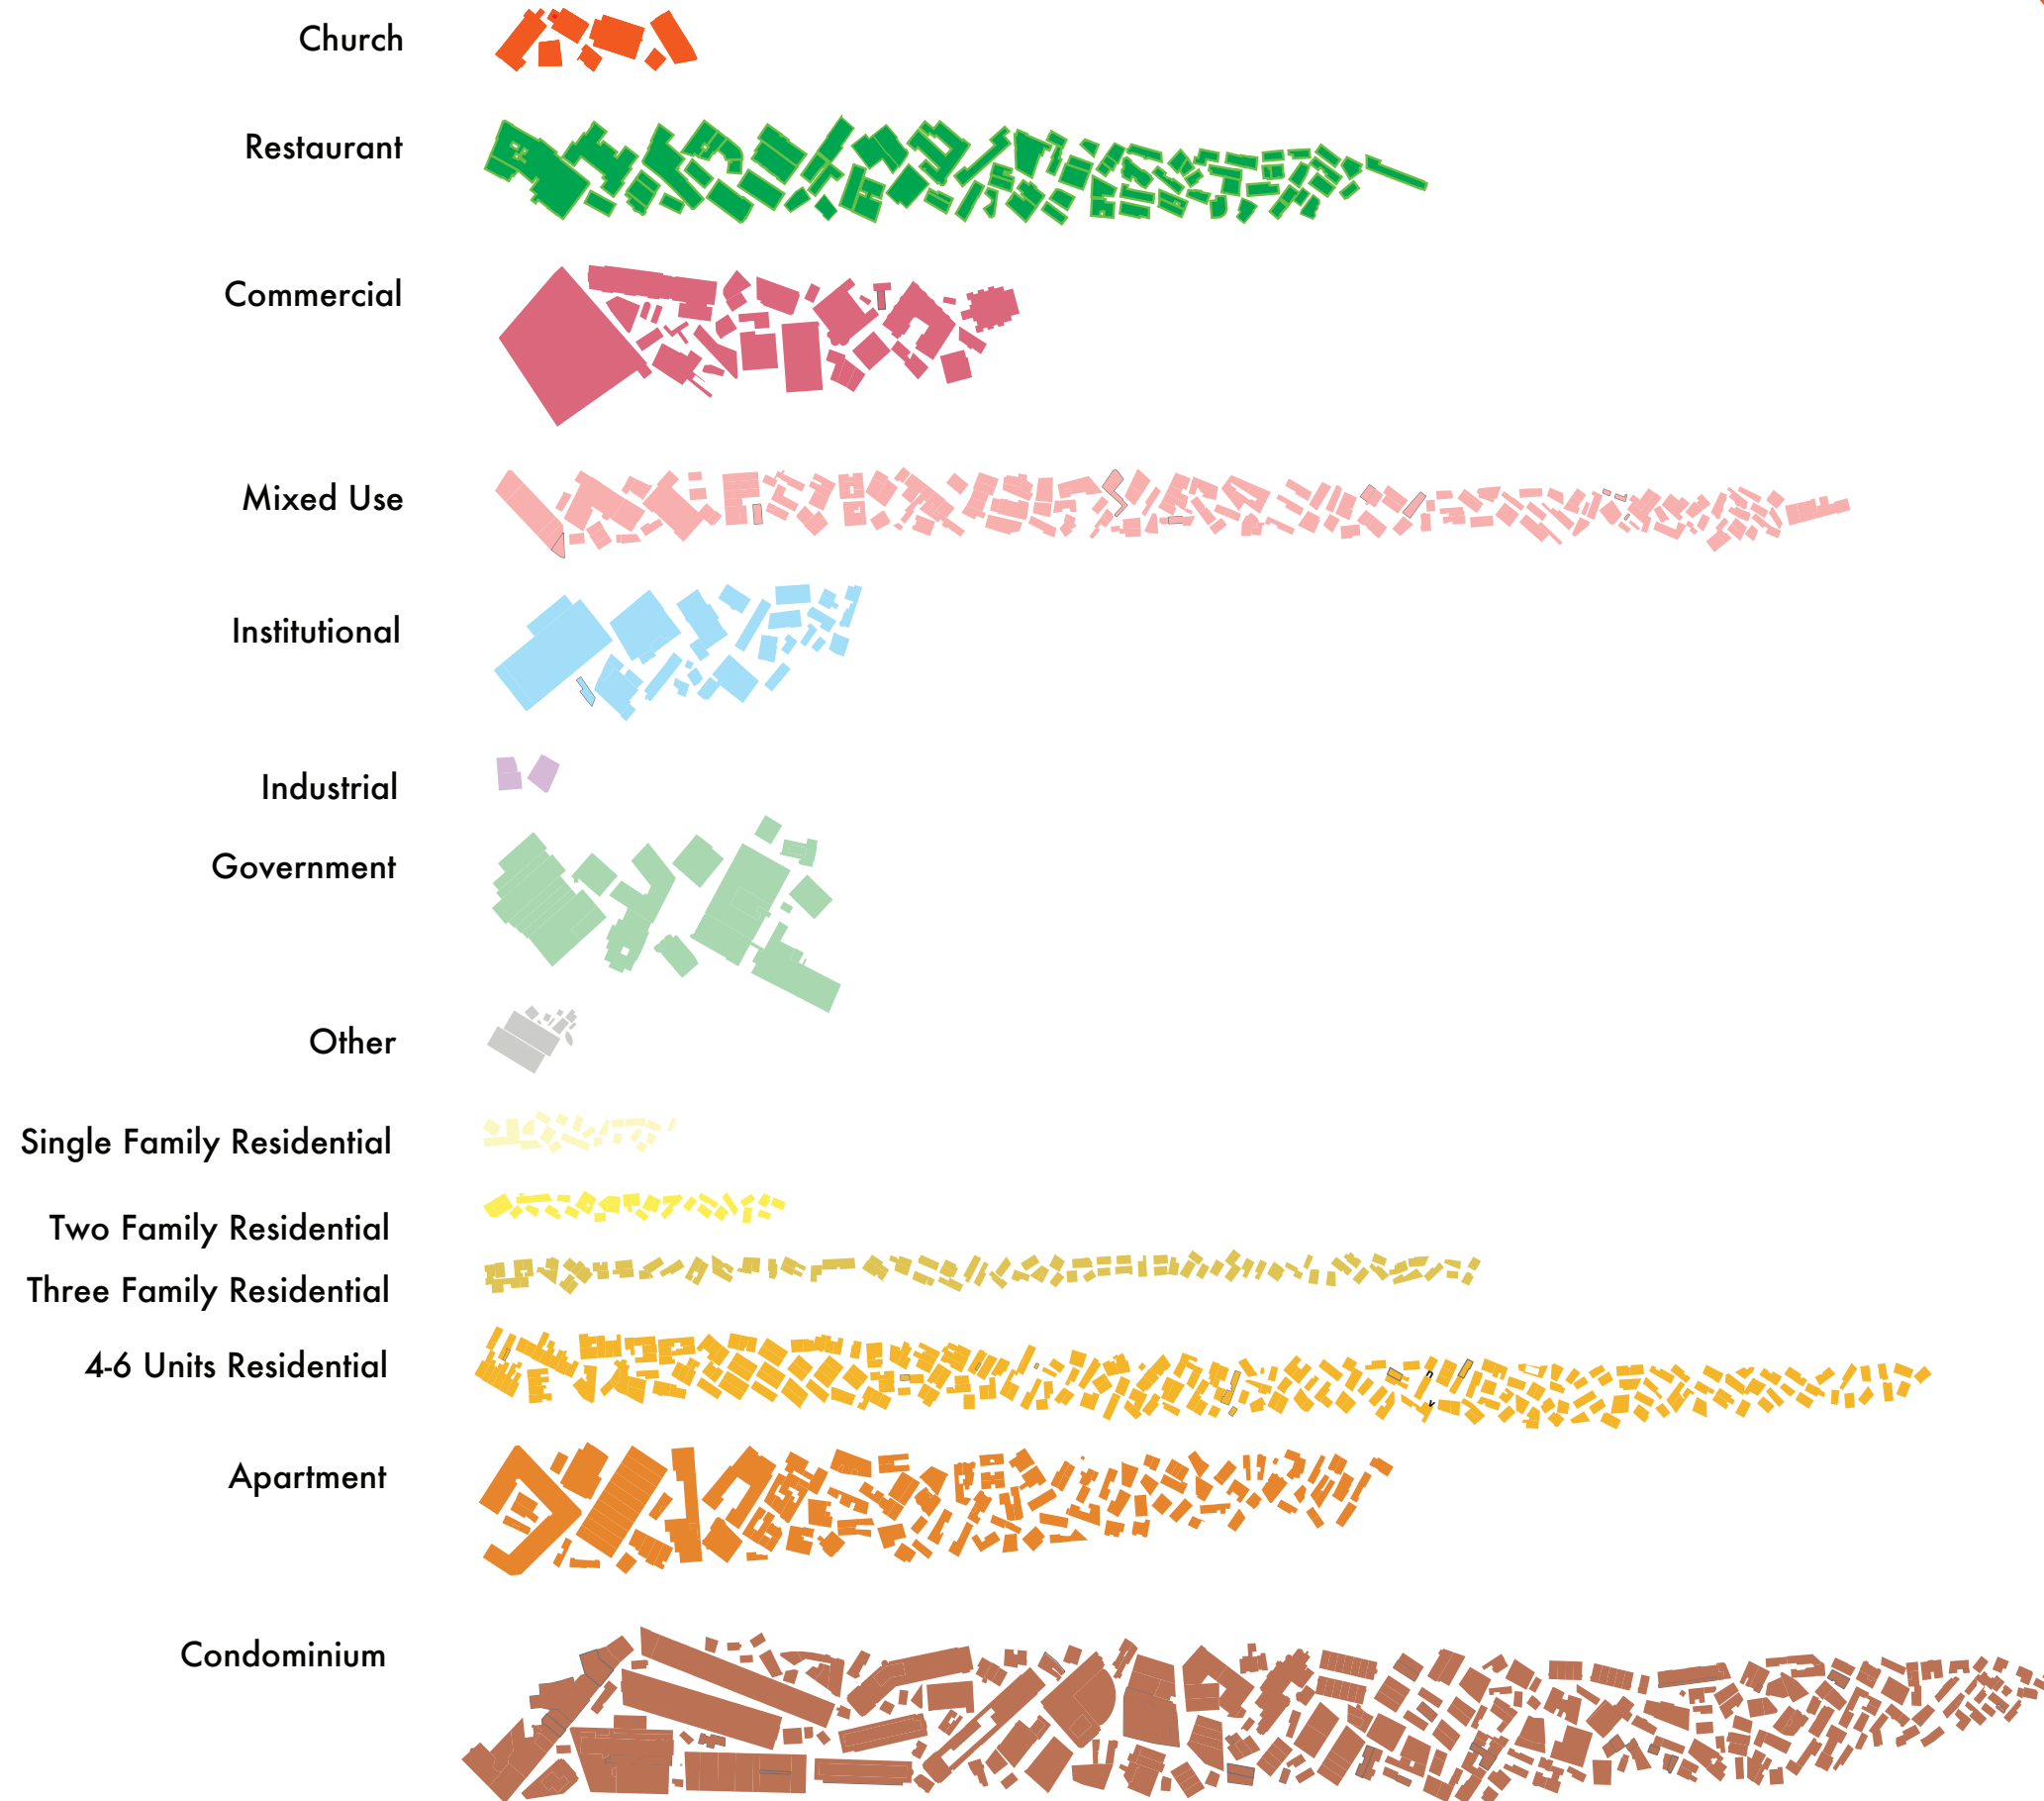 Church
Restaurant
Commercial
Mixed Use
Institutional
Industrial
Government
Other
Single Family Residential
Two Family Residential
Three Family Residential
4-6 Units Residential
Apartment
Condominium